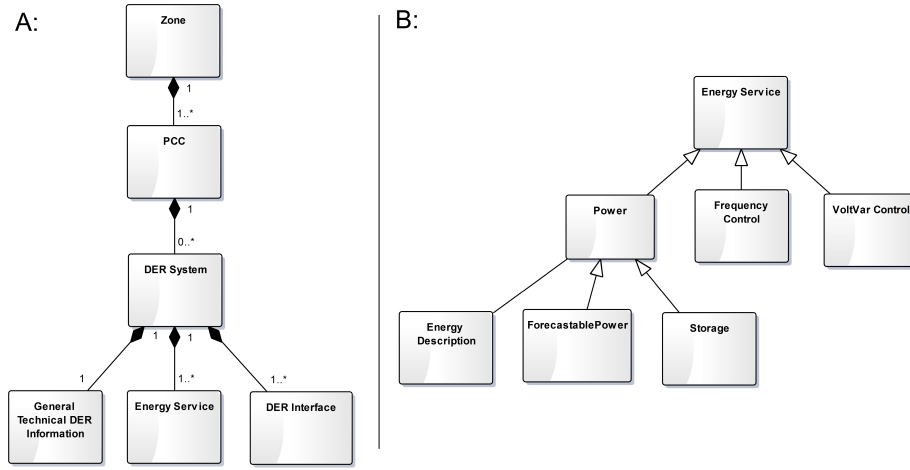 A:
Zone
1
1..*
PCC
1
0..*
DER System
1
1
1
1..*
1..*
General
Technical DER
Information
Energy Service
DER Interface
B:
Energy Service
Power
Frequency
Control
VoltVar Control
Energy
Description
ForecastablePower
Storage